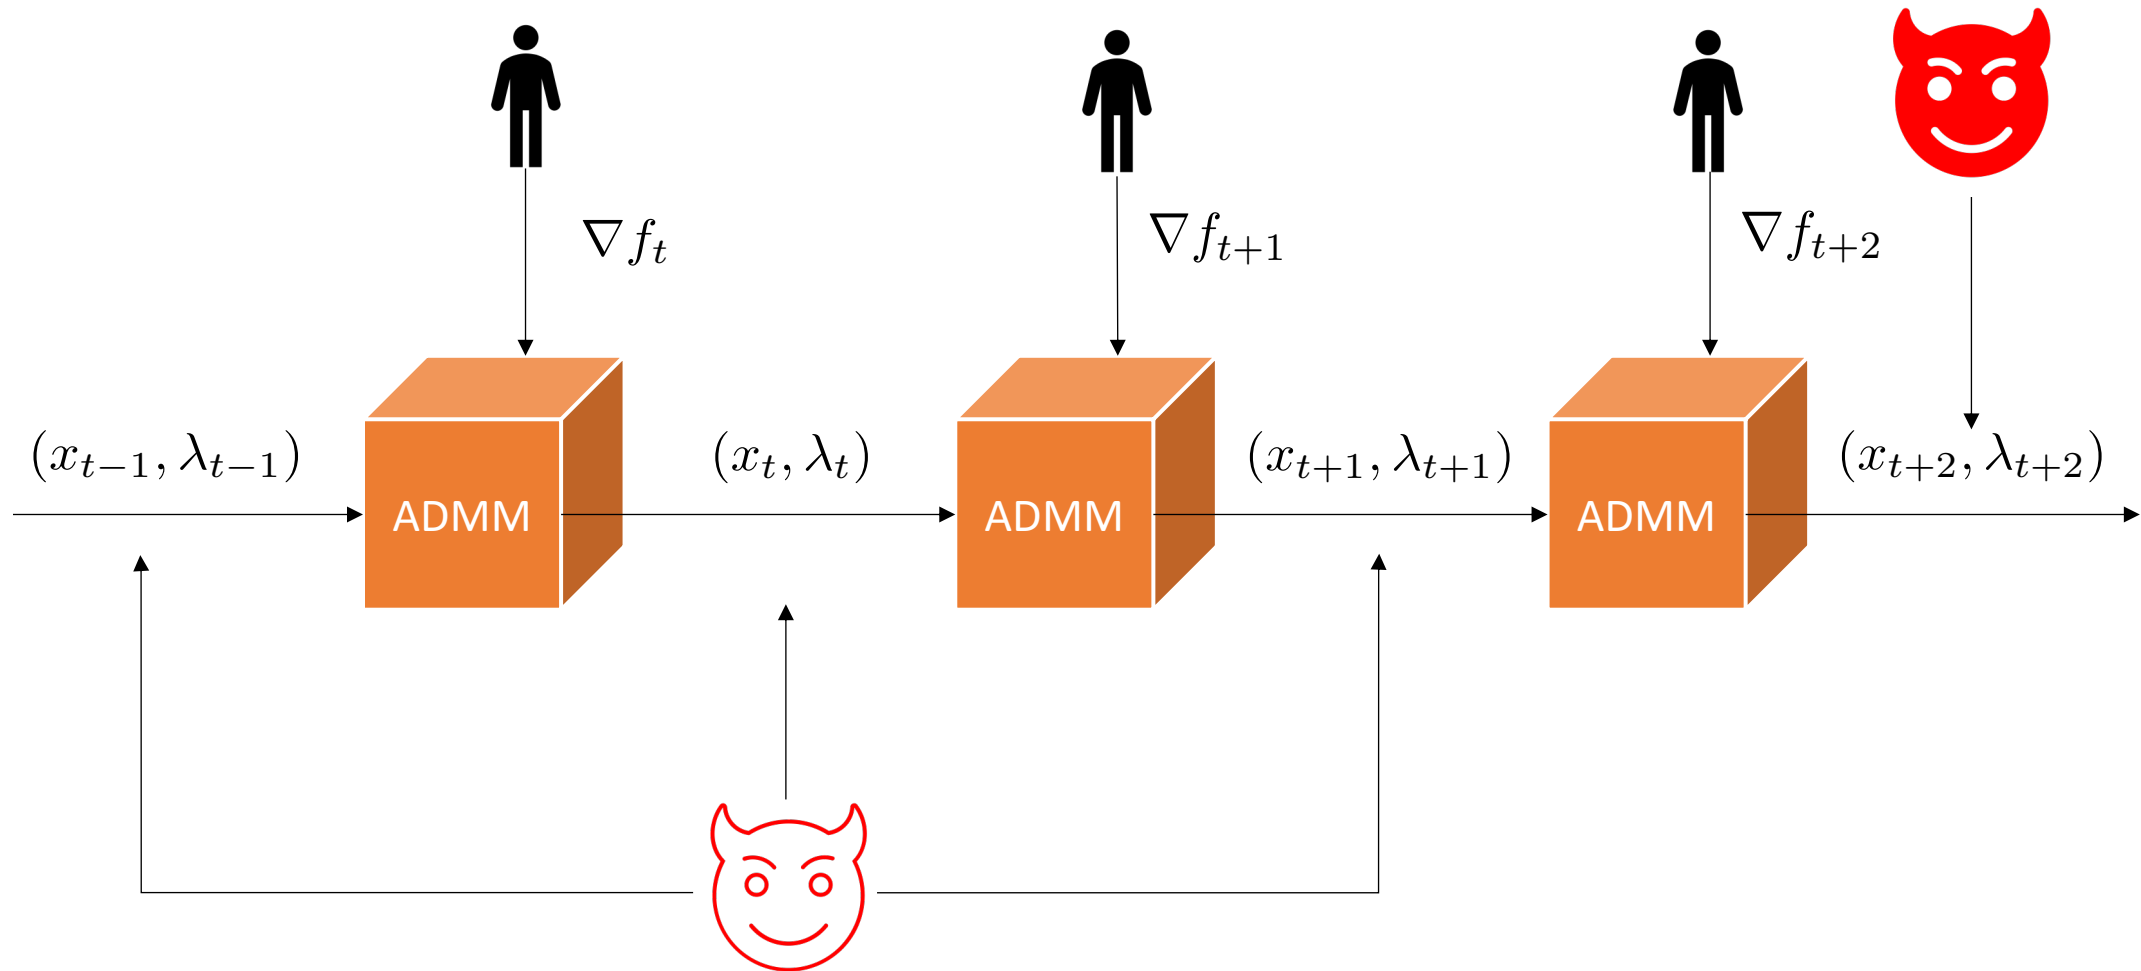 ∇f_t ∇f_{t+1} ∇f_{t+2}
(x_{t−1}, λ_{t−1}) (x_t, λ_t) (x_{t+1}, λ_{t+1}) (x_{t+2}, λ_{t+2})
ADMM ADMM ADMM